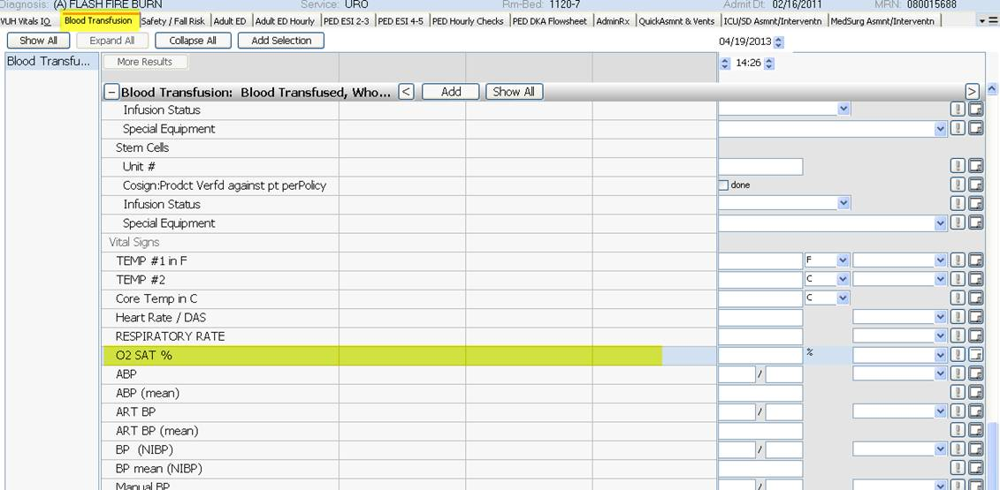 Diagnosis: (A) FLASH FIRE BURN Service: URO Rm-Bed: 1120-7 Admit Dt: 02/16/2011 MRN: 080015688
VUH Vitals IO Blood Transfusion Safety / Fall Risk Adult ED Adult ED Hourly PED ESI 2-3 PED ESI 4-5 PED Hourly Checks PED DKA Flowsheet AdminRx QuickAsmnt & Vents ICU/SD Asmnt/Interventn MedSurg Asmnt/Interventn
Show All Expand All Collapse All Add Selection 04/19/2013
Blood Transfu... More Results 14:26
− Blood Transfusion: Blood Transfused, Who... < Add Show All >
Infusion Status
Special Equipment
Stem Cells
Unit #
Cosign:Prodct Verfd against pt perPolicy done
Infusion Status
Special Equipment
Vital Signs
TEMP #1 in F F
TEMP #2 C
Core Temp in C C
Heart Rate / DAS
RESPIRATORY RATE
O2 SAT % %
ABP /
ABP (mean)
ART BP /
ART BP (mean)
BP (NIBP) /
BP mean (NIBP)
Manual BP /